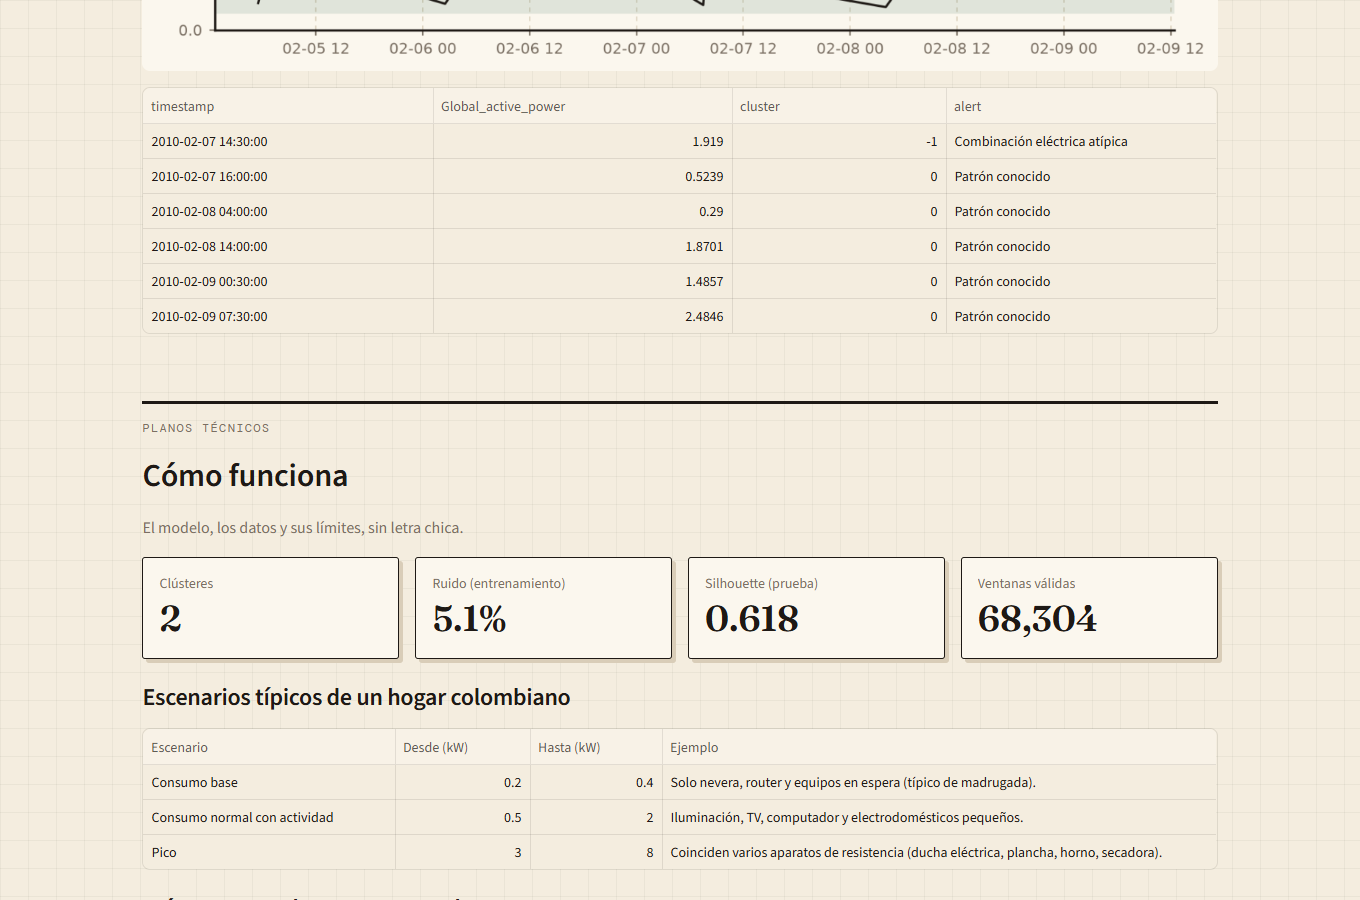 0.0
02-05 12 02-06 00 02-06 12 02-07 00 02-07 12 02-08 00 02-08 12 02-09 00 02-09 12
timestamp Global_active_power cluster alert
2010-02-07 14:30:00 1.919 -1 Combinación eléctrica atípica
2010-02-07 16:00:00 0.5239 0 Patrón conocido
2010-02-08 04:00:00 0.29 0 Patrón conocido
2010-02-08 14:00:00 1.8701 0 Patrón conocido
2010-02-09 00:30:00 1.4857 0 Patrón conocido
2010-02-09 07:30:00 2.4846 0 Patrón conocido
PLANOS TÉCNICOS
Cómo funciona
El modelo, los datos y sus límites, sin letra chica.
Clústeres Ruido (entrenamiento) Silhouette (prueba) Ventanas válidas
2 5.1% 0.618 68,304
Escenarios típicos de un hogar colombiano
Escenario Desde (kW) Hasta (kW) Ejemplo
Consumo base 0.2 0.4 Solo nevera, router y equipos en espera (típico de madrugada).
Consumo normal con actividad 0.5 2 Iluminación, TV, computador y electrodomésticos pequeños.
Pico 3 8 Coinciden varios aparatos de resistencia (ducha eléctrica, plancha, horno, secadora).